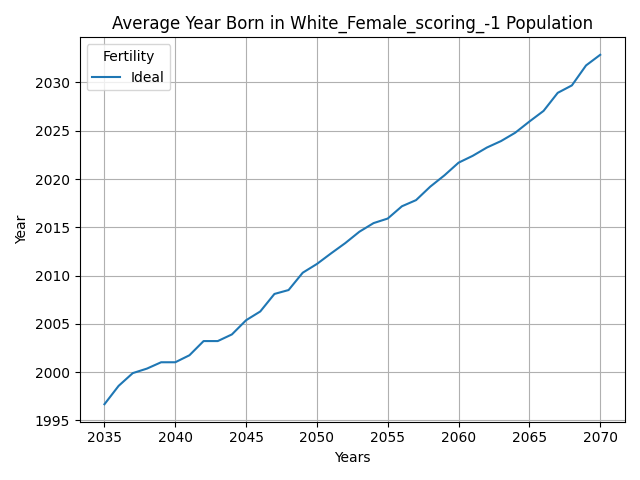 Average Year Born in White_Female_scoring_-1 Population
Fertility
Ideal
2030
2025
2020
2015
2010
2005
2000
1995
Year
2035 2040 2045 2050 2055 2060 2065 2070
Years